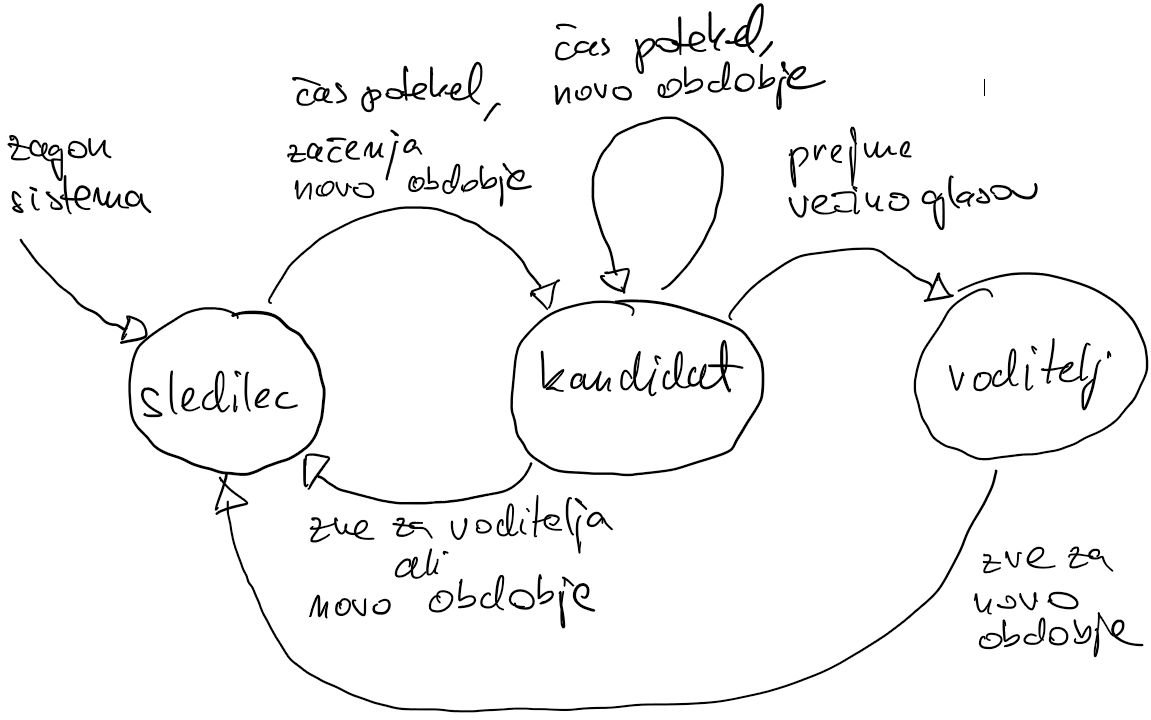 čas potekel,
novo obdobje
čas potekel,
začenja
novo obdobje
zagon
sistema
prejme
večino glasov
sledilec
kandidat
voditelj
zve za voditelja
ali
novo obdobje
zve za
novo
obdobje